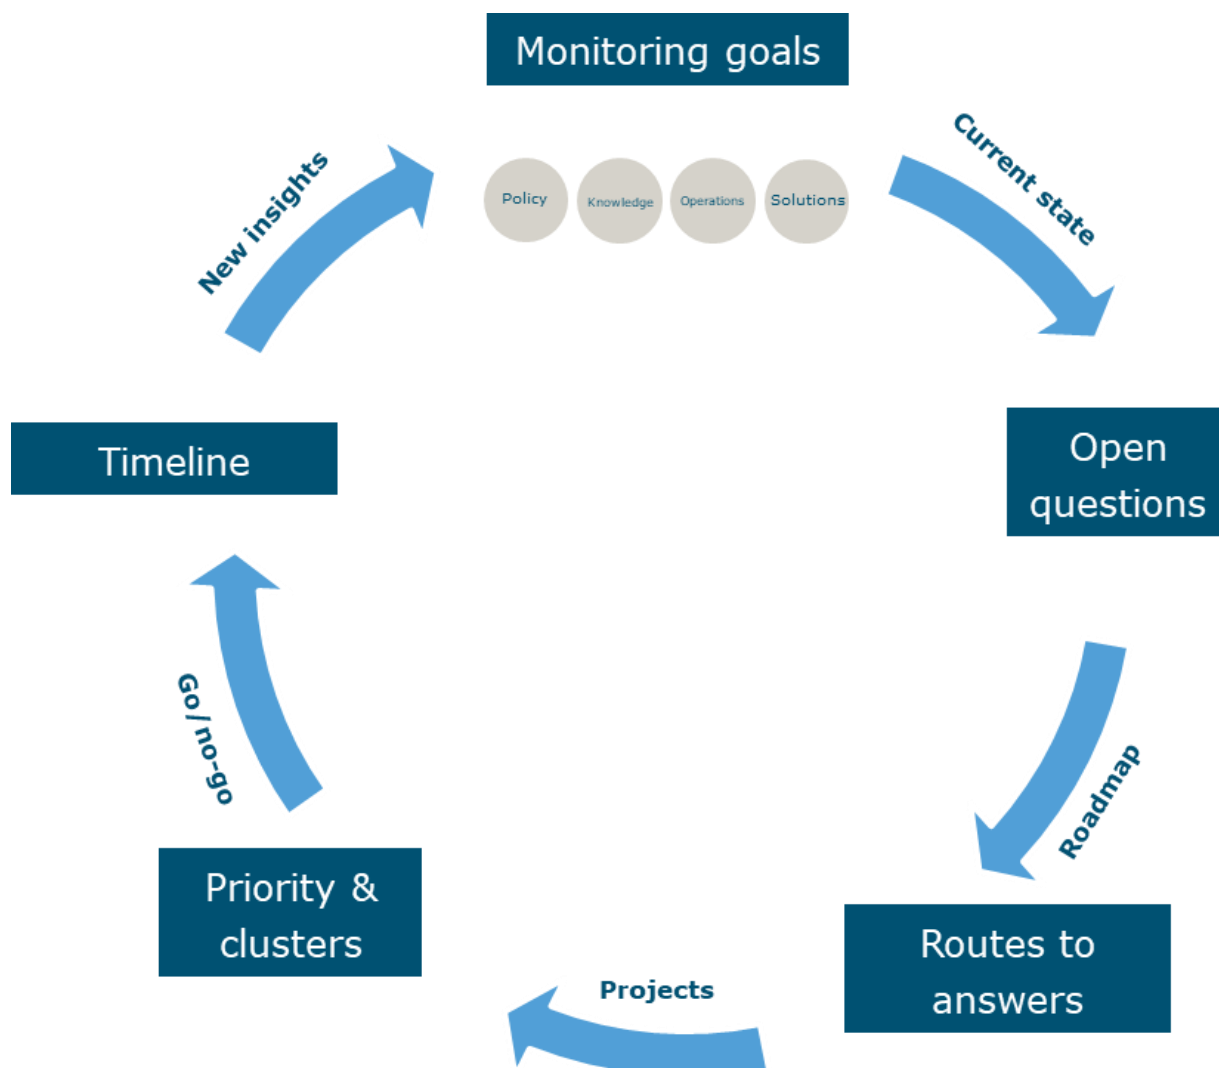 Monitoring goals
Current state
New insights
Policy
Knowledge
Operations
Solutions
Timeline
Open
questions
Go/no-go
Roadmap
Priority &
clusters
Routes to
answers
Projects